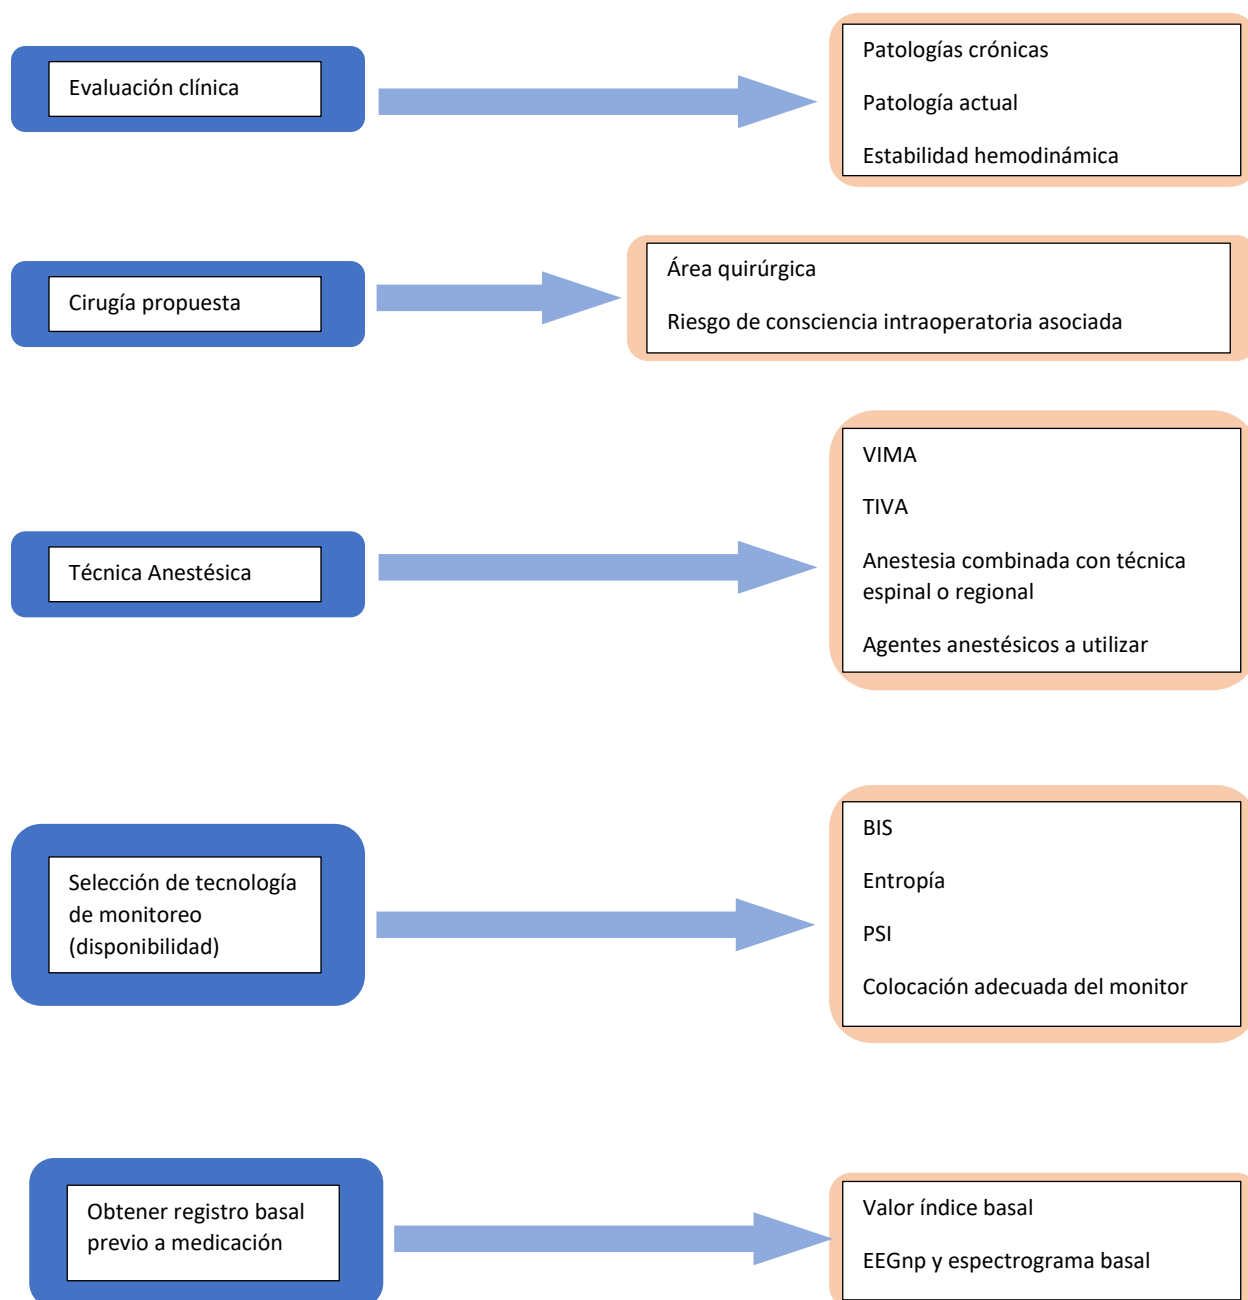 Evaluación clínica
Patologías crónicas
Patología actual
Estabilidad hemodinámica
Cirugía propuesta
Área quirúrgica
Riesgo de consciencia intraoperatoria asociada
Técnica Anestésica
VIMA
TIVA
Anestesia combinada con técnica
espinal o regional
Agentes anestésicos a utilizar
Selección de tecnología
de monitoreo
(disponibilidad)
BIS
Entropía
PSI
Colocación adecuada del monitor
Obtener registro basal
previo a medicación
Valor índice basal
EEGnp y espectrograma basal